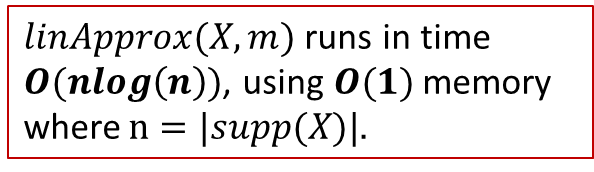 linApprox(X, m) runs in time
O(nlog(n)), using O(1) memory
where n = |supp(X)|.